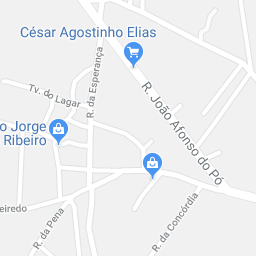 César Agostinho Elias
Tv. do Lagar
R. da Esperança
R. João Afonso do Pó
o Jorge
Ribeiro
eiredo
R. da Pena
R. da Concórdia